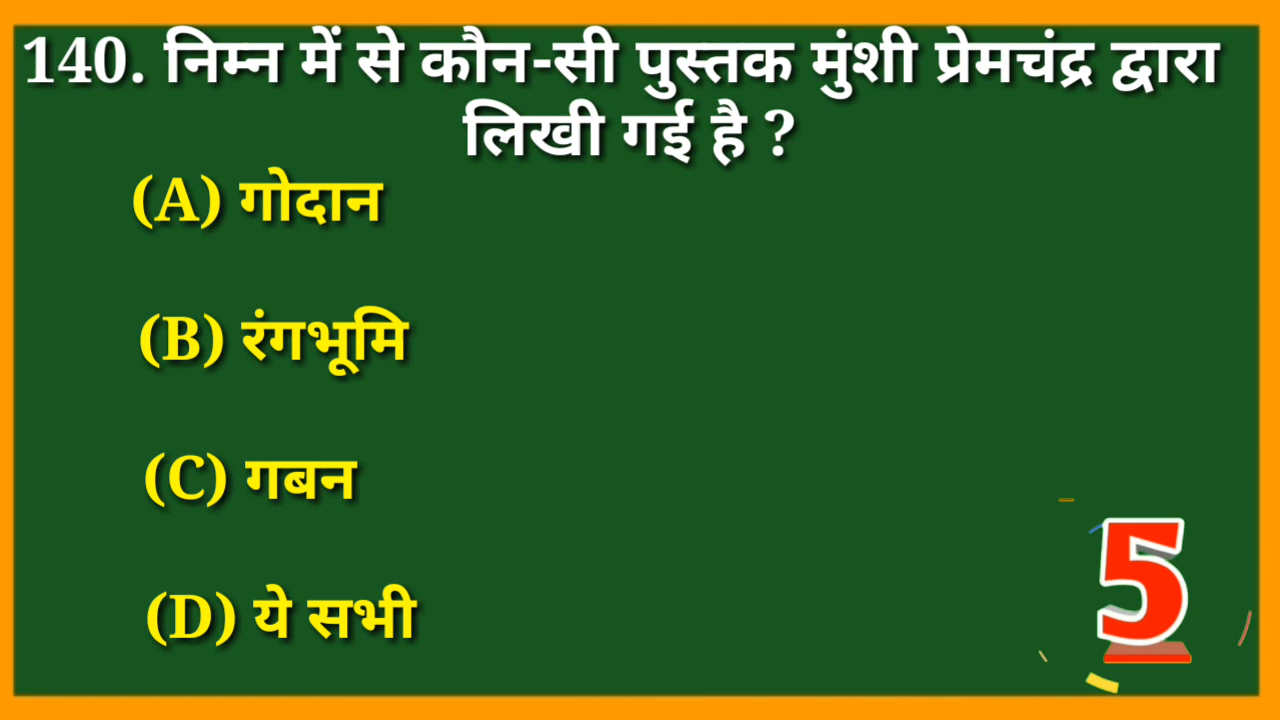 140. निम्न में से कौन-सी पुस्तक मुंशी प्रेमचंद्र द्वारा
लिखी गई है ?
(A) गोदान
(B) रंगभूमि
(C) गबन
(D) ये सभी
5